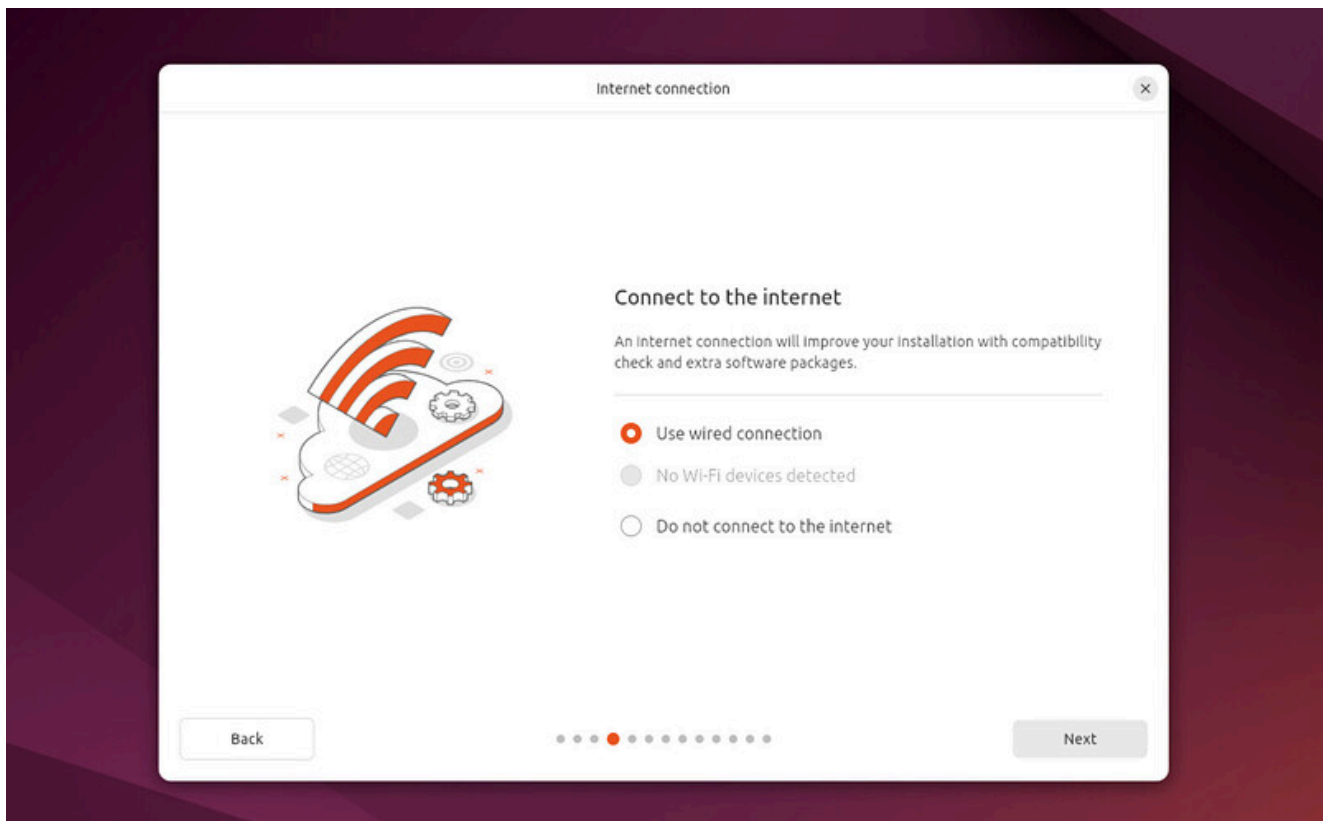 Internet connection
Connect to the internet
An internet connection will improve your installation with compatibility
check and extra software packages.
Use wired connection
No Wi-Fi devices detected
Do not connect to the internet
Back
Next